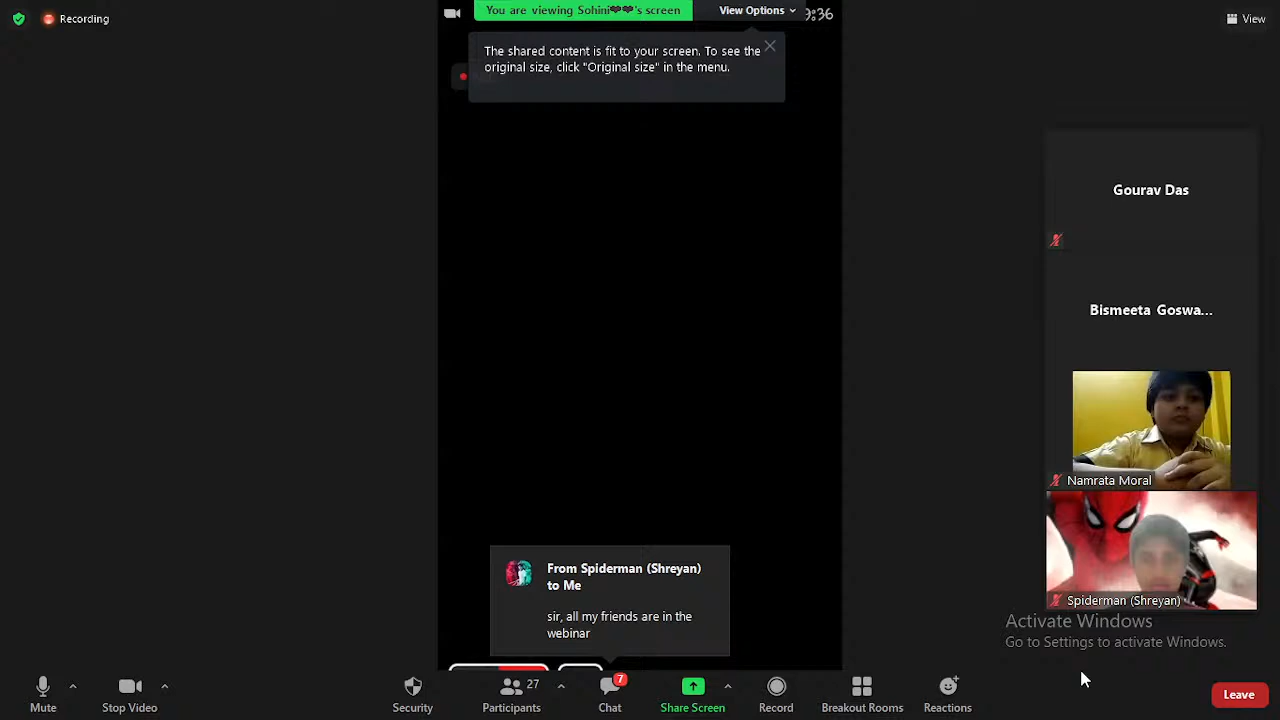 Recording
You are viewing Sohini❤❤'s screen
View Options
9:36
View
The shared content is fit to your screen. To see the
original size, click "Original size" in the menu.
Gourav Das
Bismeeta Goswa...
Namrata Moral
Spiderman (Shreyan)
From Spiderman (Shreyan)
to Me
sir, all my friends are in the
webinar
Activate Windows
Go to Settings to activate Windows.
Mute
Stop Video
Security
27
Participants
7
Chat
Share Screen
Record
Breakout Rooms
Reactions
Leave